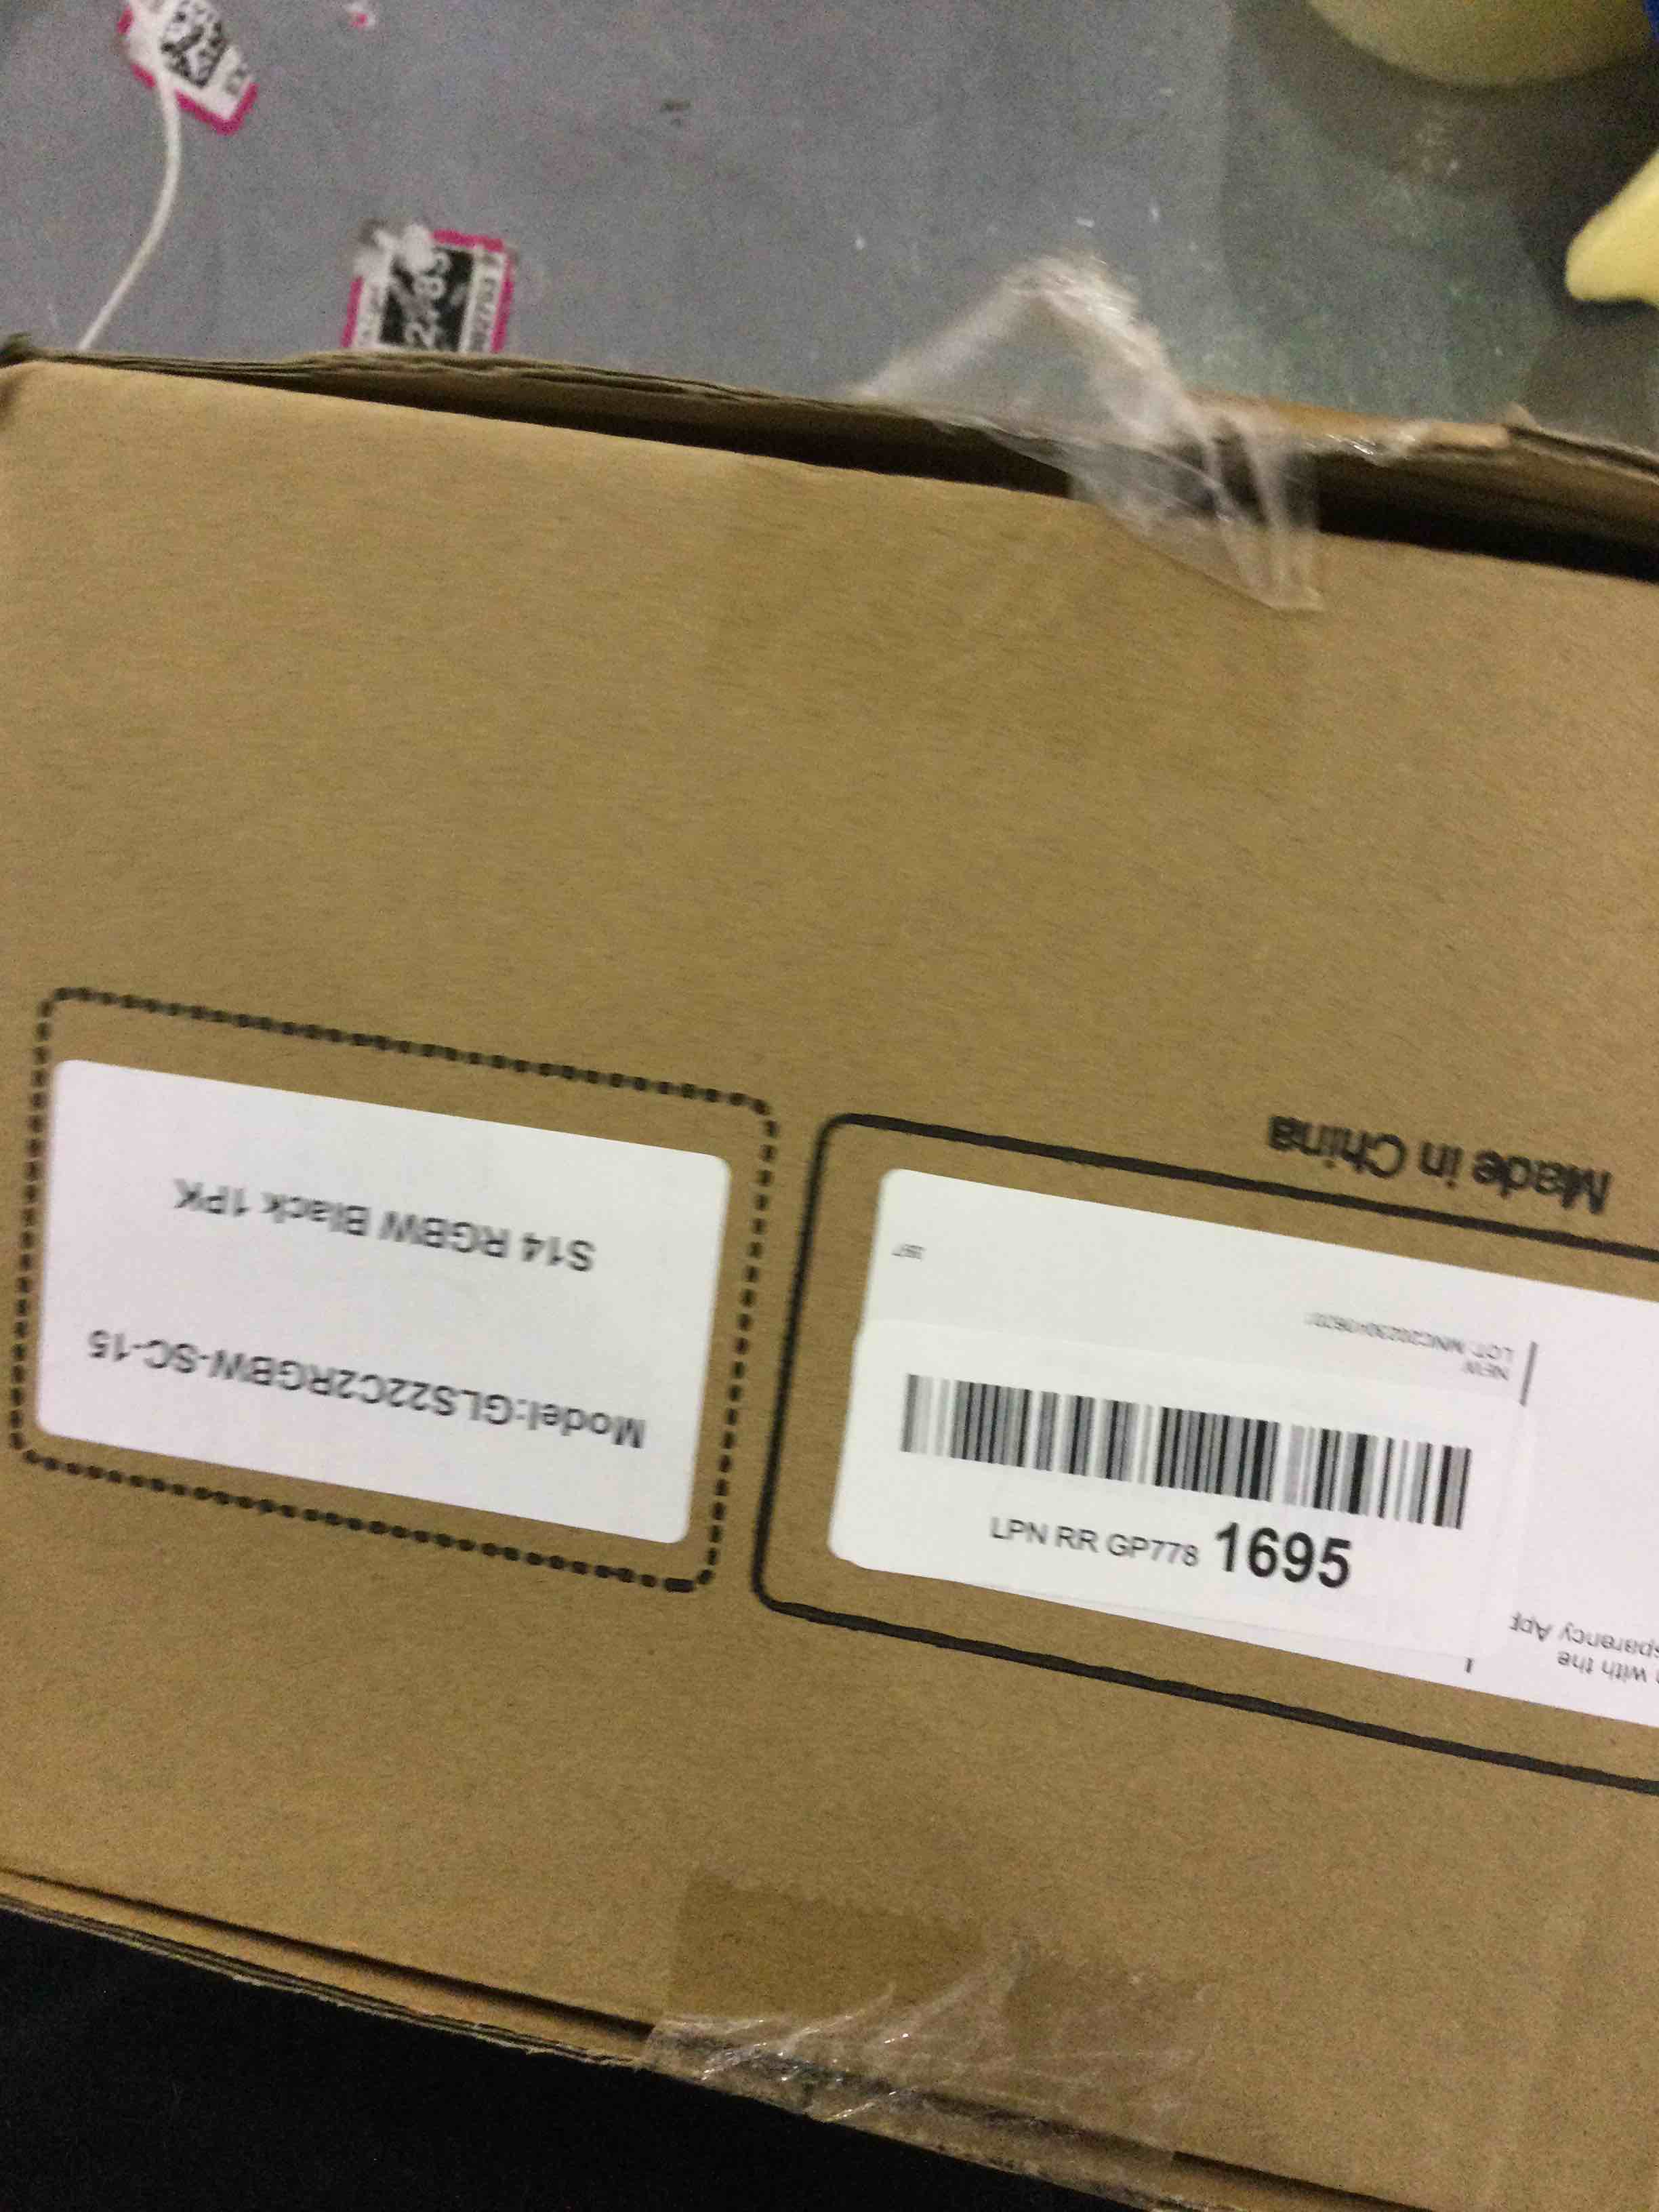 Made in China
Model:GLS22C2RGBW-SC-15
S14 RGBW Black 1PK
NEW
LPN RR GP778 1695
with the
sparency App